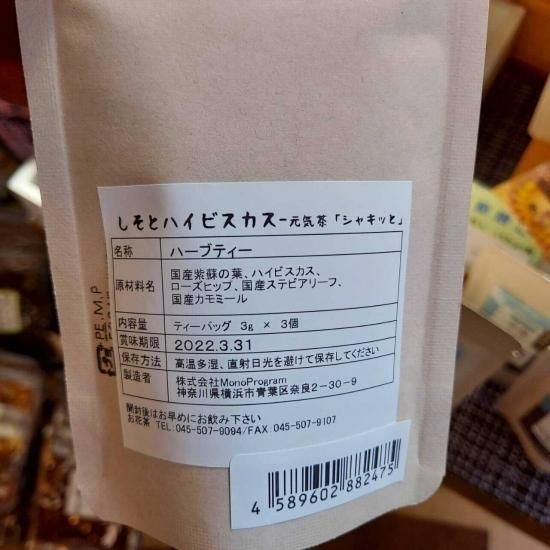 しそとハイビスカスー元気茶「シャキッと」
名称 ハーブティー
原材料名 国産紫蘇の葉、ハイビスカス、
ローズヒップ、国産ステビアリーフ、
国産カモミール
内容量 ティーバッグ 3g × 3個
賞味期限 2022.3.31
保存方法 高温多湿、直射日光を避けて保存してください
製造者 株式会社MonoProgram
神奈川県横浜市青葉区奈良2-30-9
開封後はお早めにお飲み下さい
お花茶 TEL.045-507-9094/FAX.045-507-9107
4 589602 882475
PE,M,P